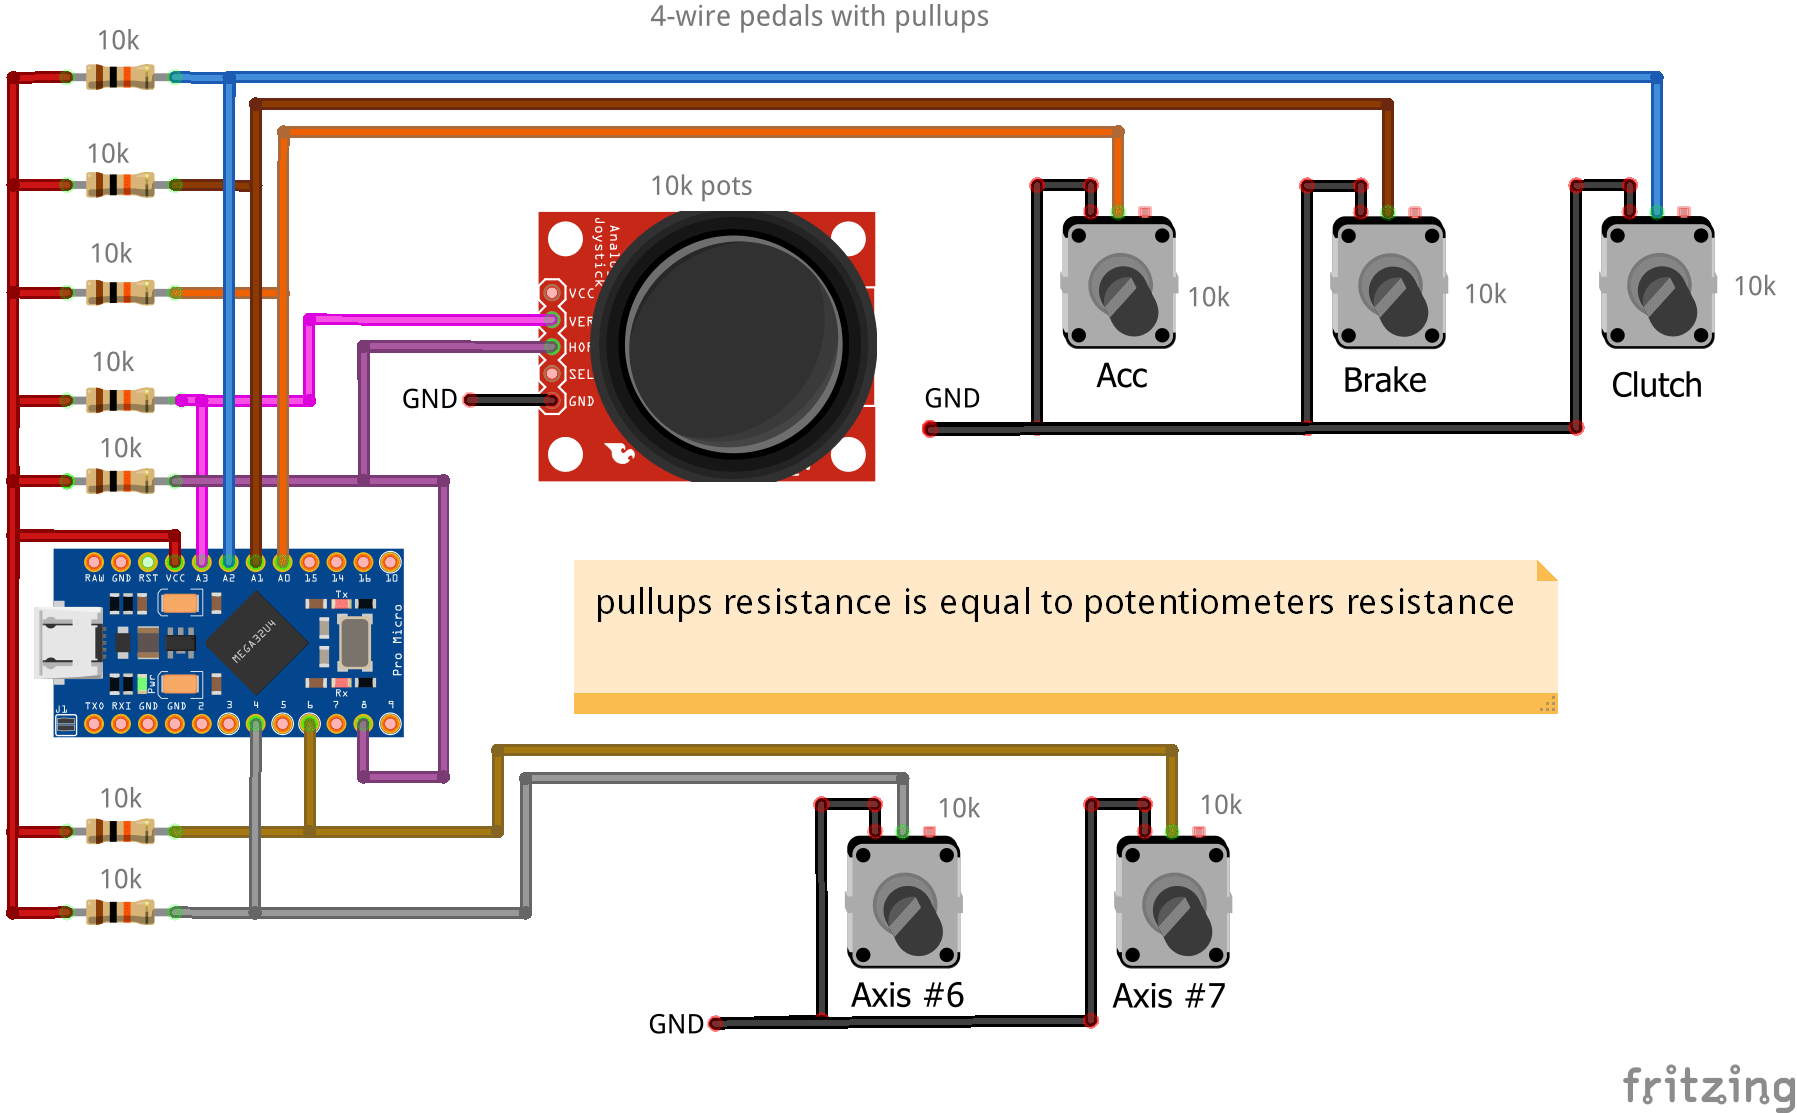 4-wire pedals with pullups
10k
10k
10k
10k
10k
10k pots
Analog
Joystick
VCC
VER
HOR
SEL
GND
GND
10k
10k
10k
Acc
Brake
Clutch
GND
RAW GND RST VCC A3 A2 A1 A0 15 14 16 10
MEGA32U4
Tx
Rx
Pro Micro
Pwr
J1
TXO RXI GND GND 2 3 4 5 6 7 8 9
pullups resistance is equal to potentiometers resistance
10k
10k
10k
10k
Axis #6
Axis #7
GND
fritzing